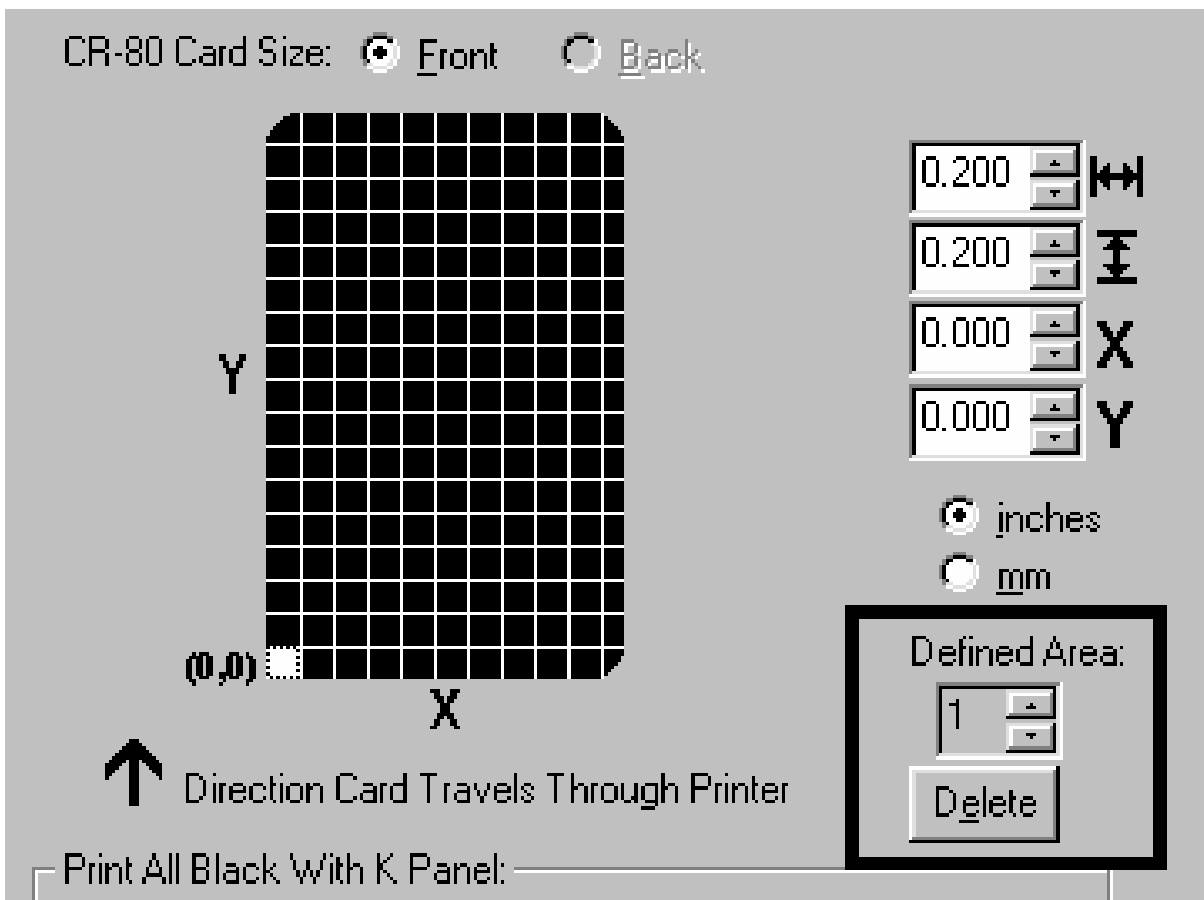 CR-80 Card Size: Front Back
0.200
0.200
0.000 X
Y
0.000 Y
inches
mm
(0,0)
X
Defined Area:
1
Direction Card Travels Through Printer
Delete
Print All Black With K Panel: